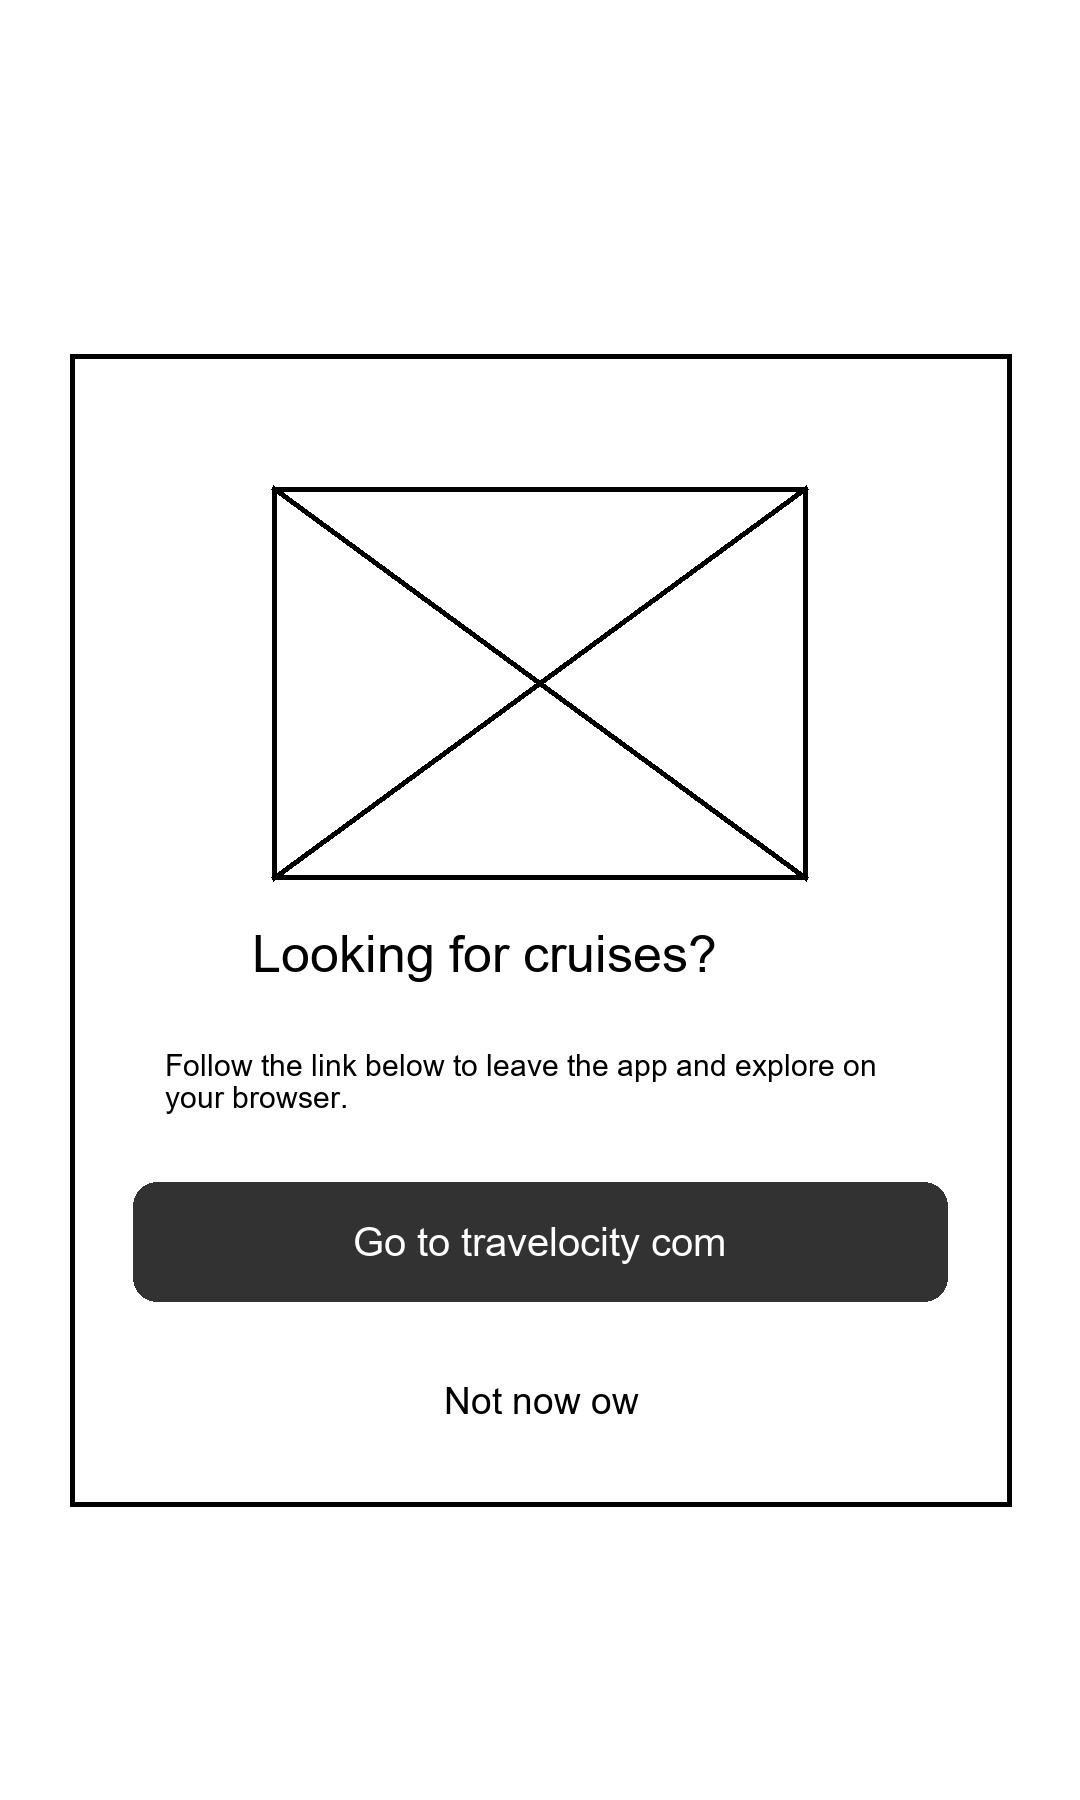 Looking for cruises?
Follow the link below to leave the app and explore on
your browser.
Go to travelocity com
Not now ow